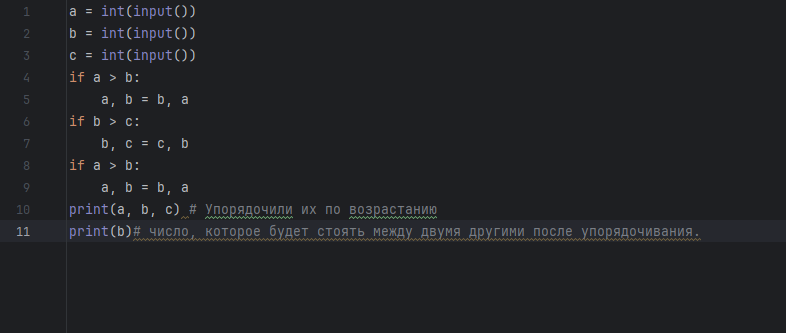 1 a = int(input())
2 b = int(input())
3 c = int(input())
4 if a > b:
5     a, b = b, a
6 if b > c:
7     b, c = c, b
8 if a > b:
9     a, b = b, a
10 print(a, b, c) # Упорядочили их по возрастанию
11 print(b)# число, которое будет стоять между двумя другими после упорядочивания.